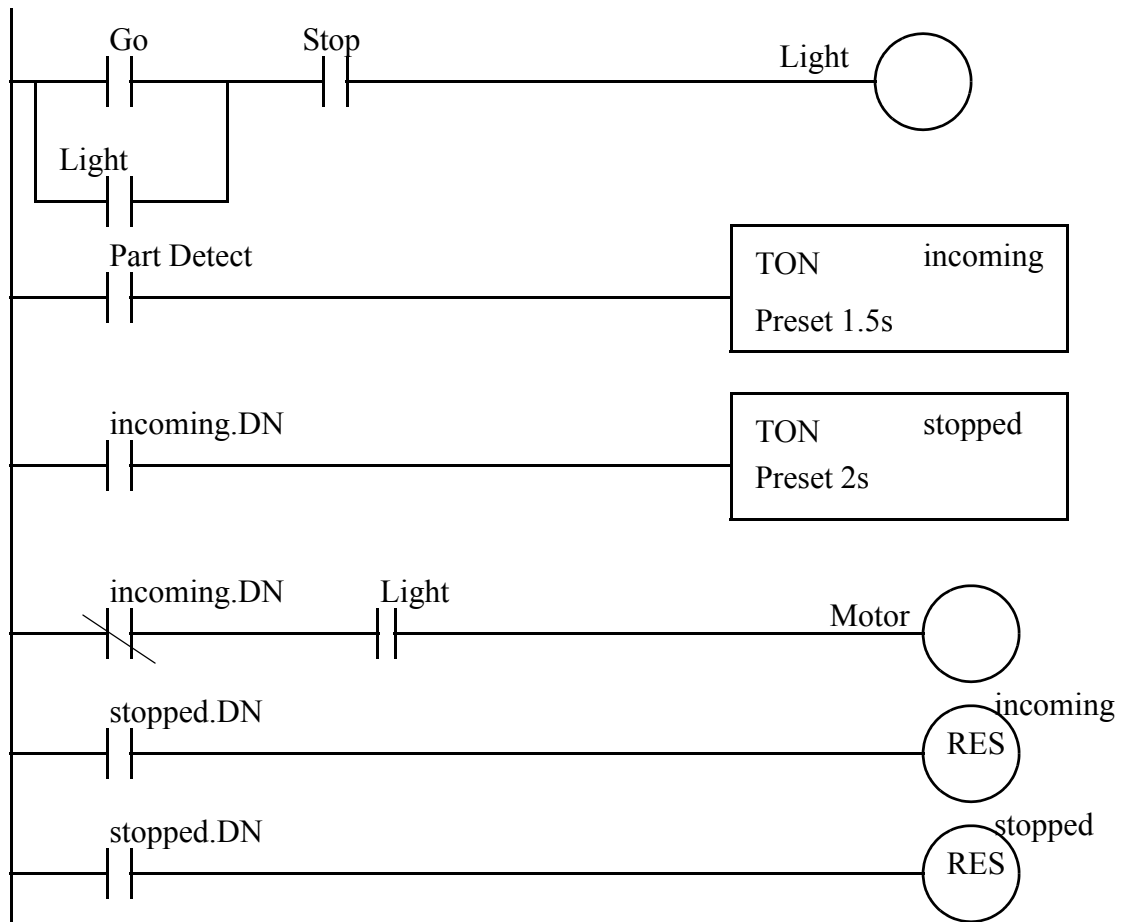 Go
Stop
Light
Light
Part Detect
TON incoming
Preset 1.5s
incoming.DN
TON stopped
Preset 2s
incoming.DN
Light
Motor
stopped.DN
incoming
RES
stopped.DN
stopped
RES